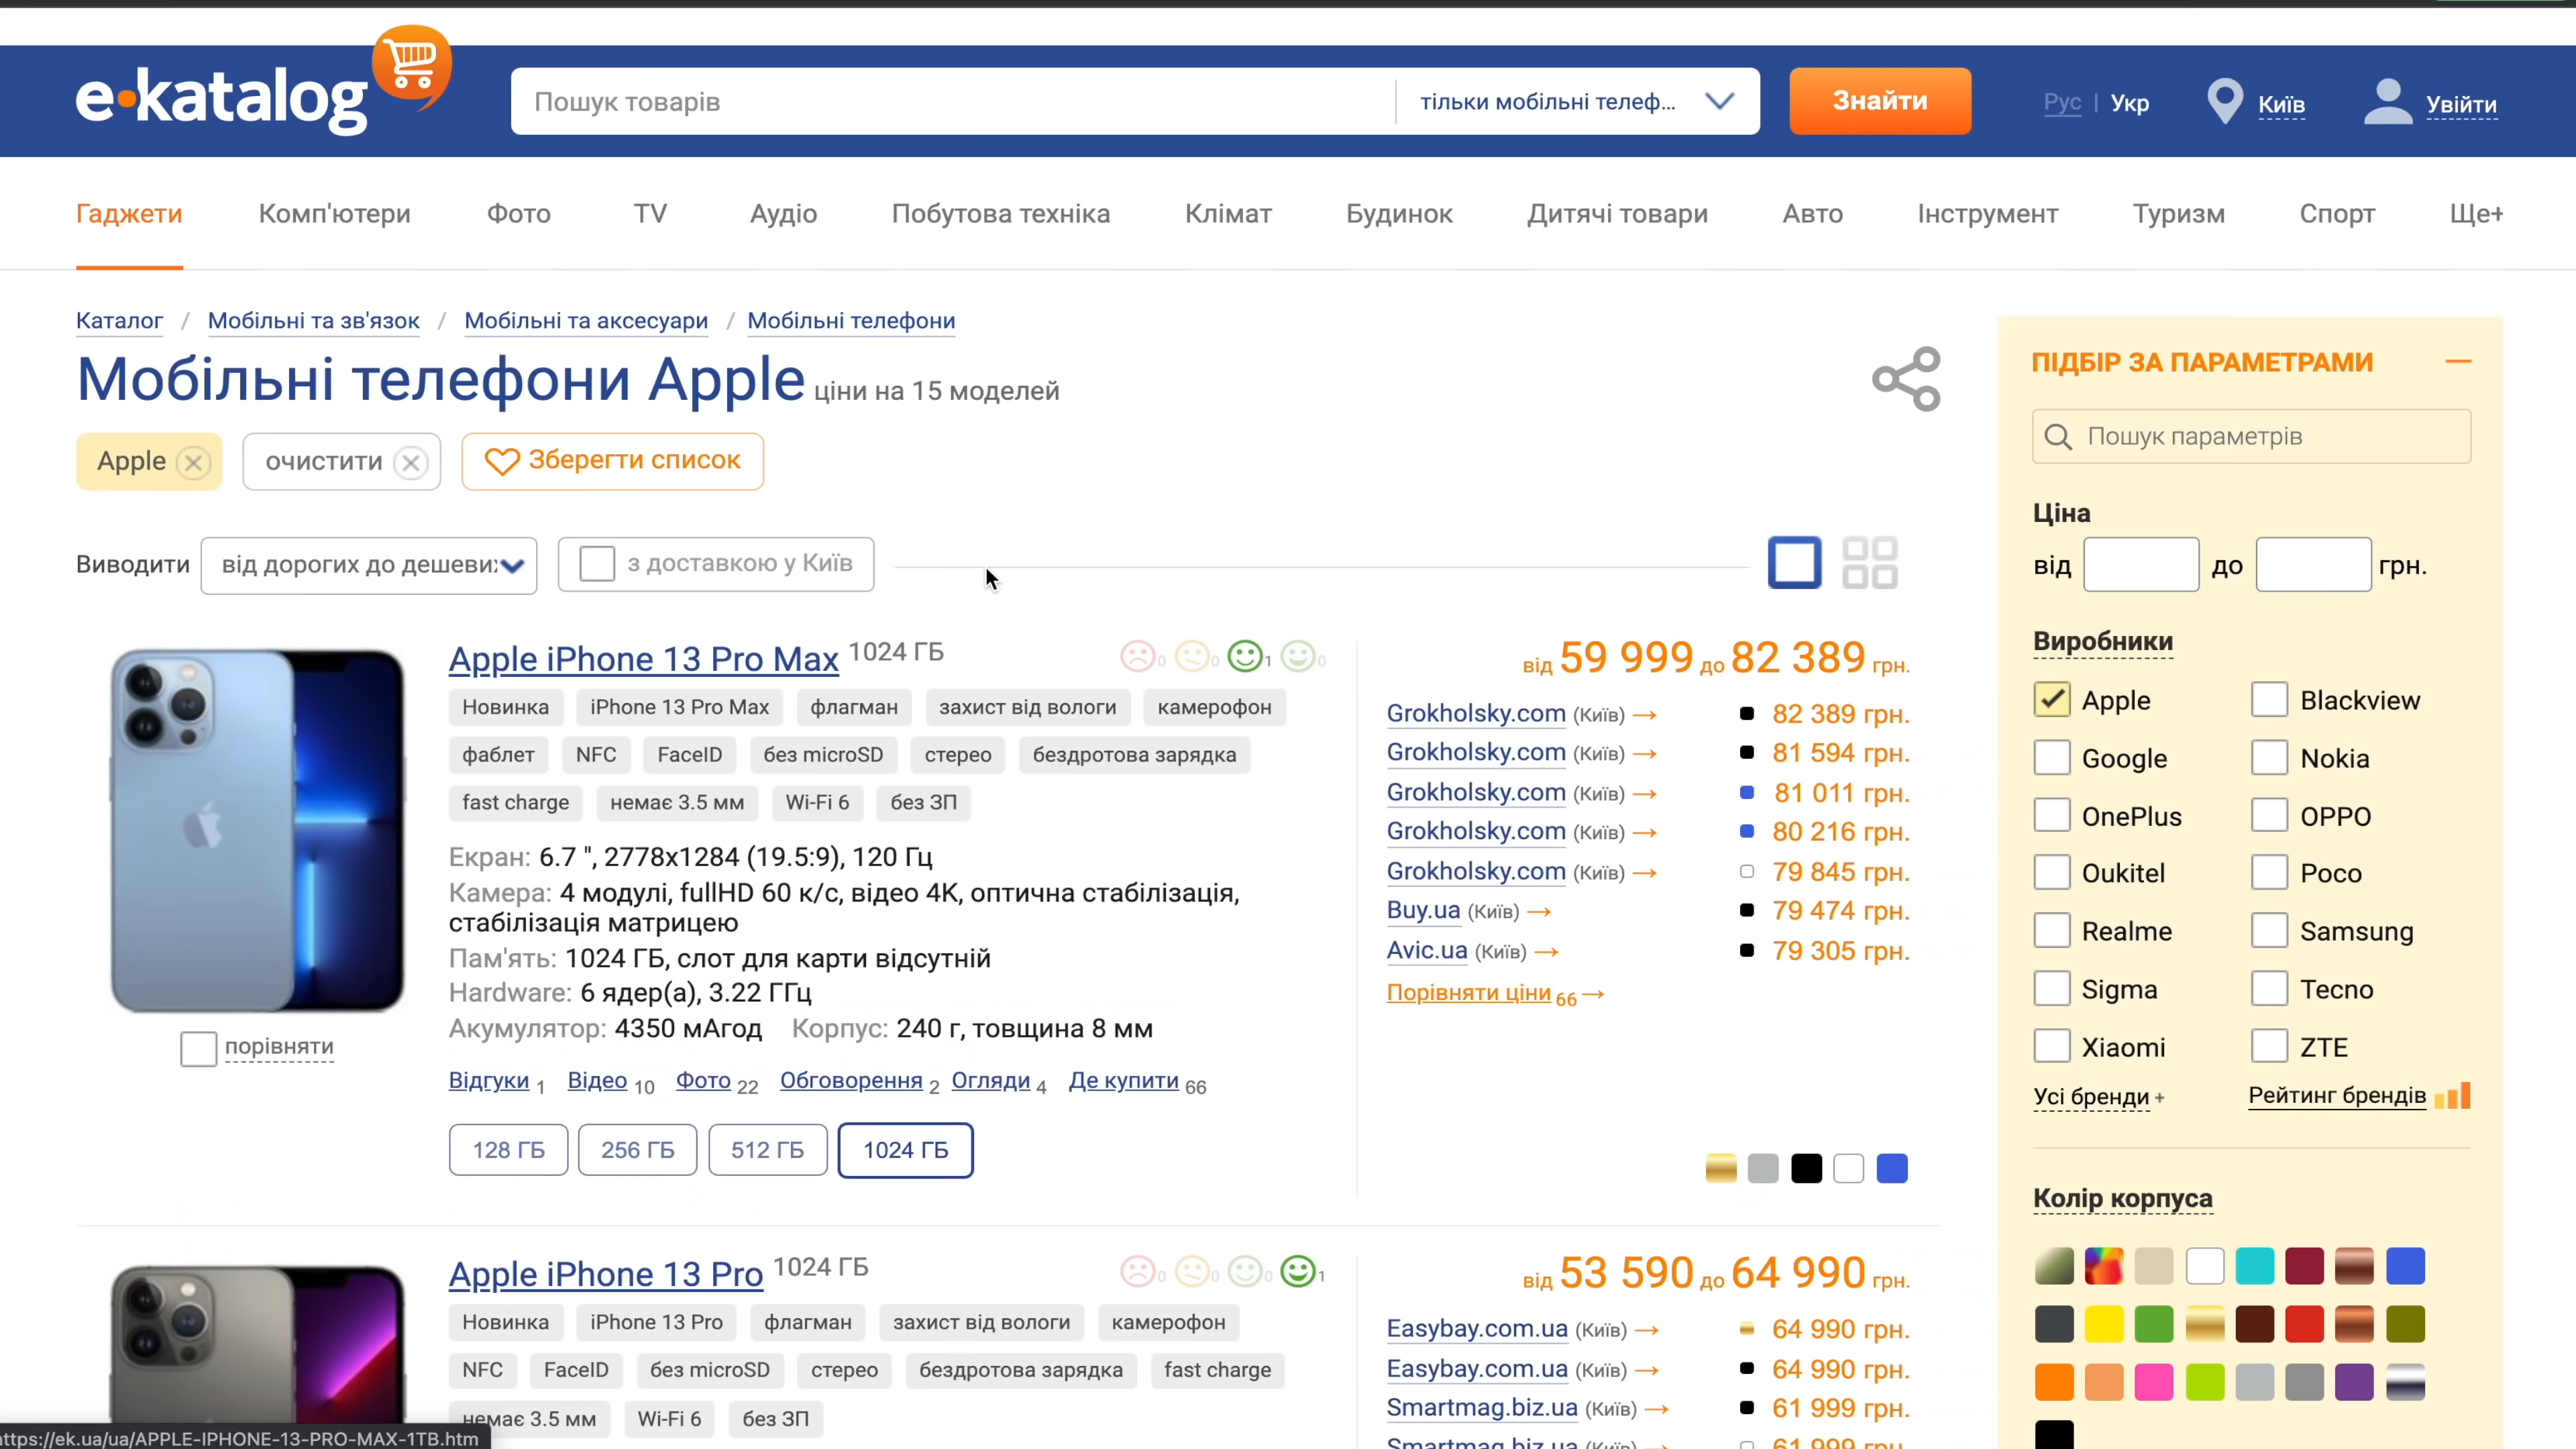 e·katalog
Пошук товарів
тільки мобільні телеф...
Знайти
Рус | Укр
Київ
Увійти
Гаджети Комп'ютери Фото TV Аудіо Побутова техніка Клімат Будинок Дитячі товари Авто Інструмент Туризм Спорт Ще+
Каталог / Мобільні та зв'язок / Мобільні та аксесуари / Мобільні телефони
Мобільні телефони Apple ціни на 15 моделей
Apple очистити Зберегти список
Виводити від дорогих до дешеви з доставкою у Київ
Apple iPhone 13 Pro Max 1024 ГБ
0 0 1 0
Новинка iPhone 13 Pro Max флагман захист від вологи камерофон
фаблет NFC FaceID без microSD стерео бездротова зарядка
fast charge немає 3.5 мм Wi-Fi 6 без ЗП
Екран: 6.7 ", 2778x1284 (19.5:9), 120 Гц
Камера: 4 модулі, fullHD 60 к/с, відео 4K, оптична стабілізація,
стабілізація матрицею
Пам'ять: 1024 ГБ, слот для карти відсутній
Hardware: 6 ядер(а), 3.22 ГГц
Акумулятор: 4350 мАгод Корпус: 240 г, товщина 8 мм
порівняти
Відгуки 1 Відео 10 Фото 22 Обговорення 2 Огляди 4 Де купити 66
128 ГБ 256 ГБ 512 ГБ 1024 ГБ
від 59 999 до 82 389 грн.
Grokholsky.com (Київ) → 82 389 грн.
Grokholsky.com (Київ) → 81 594 грн.
Grokholsky.com (Київ) → 81 011 грн.
Grokholsky.com (Київ) → 80 216 грн.
Grokholsky.com (Київ) → 79 845 грн.
Buy.ua (Київ) → 79 474 грн.
Avic.ua (Київ) → 79 305 грн.
Порівняти ціни 66 →
Apple iPhone 13 Pro 1024 ГБ
0 0 0 1
Новинка iPhone 13 Pro флагман захист від вологи камерофон
NFC FaceID без microSD стерео бездротова зарядка fast charge
немає 3.5 мм Wi-Fi 6 без ЗП
від 53 590 до 64 990 грн.
Easybay.com.ua (Київ) → 64 990 грн.
Easybay.com.ua (Київ) → 64 990 грн.
Smartmag.biz.ua (Київ) → 61 999 грн.
Smartmag.biz.ua (Київ) → 61 999 грн.
ttps://ek.ua/ua/APPLE-IPHONE-13-PRO-MAX-1TB.htm
ПІДБІР ЗА ПАРАМЕТРАМИ
Пошук параметрів
Ціна
від до грн.
Виробники
Apple Blackview
Google Nokia
OnePlus OPPO
Oukitel Poco
Realme Samsung
Sigma Tecno
Xiaomi ZTE
Усі бренди + Рейтинг брендів
Колір корпуса